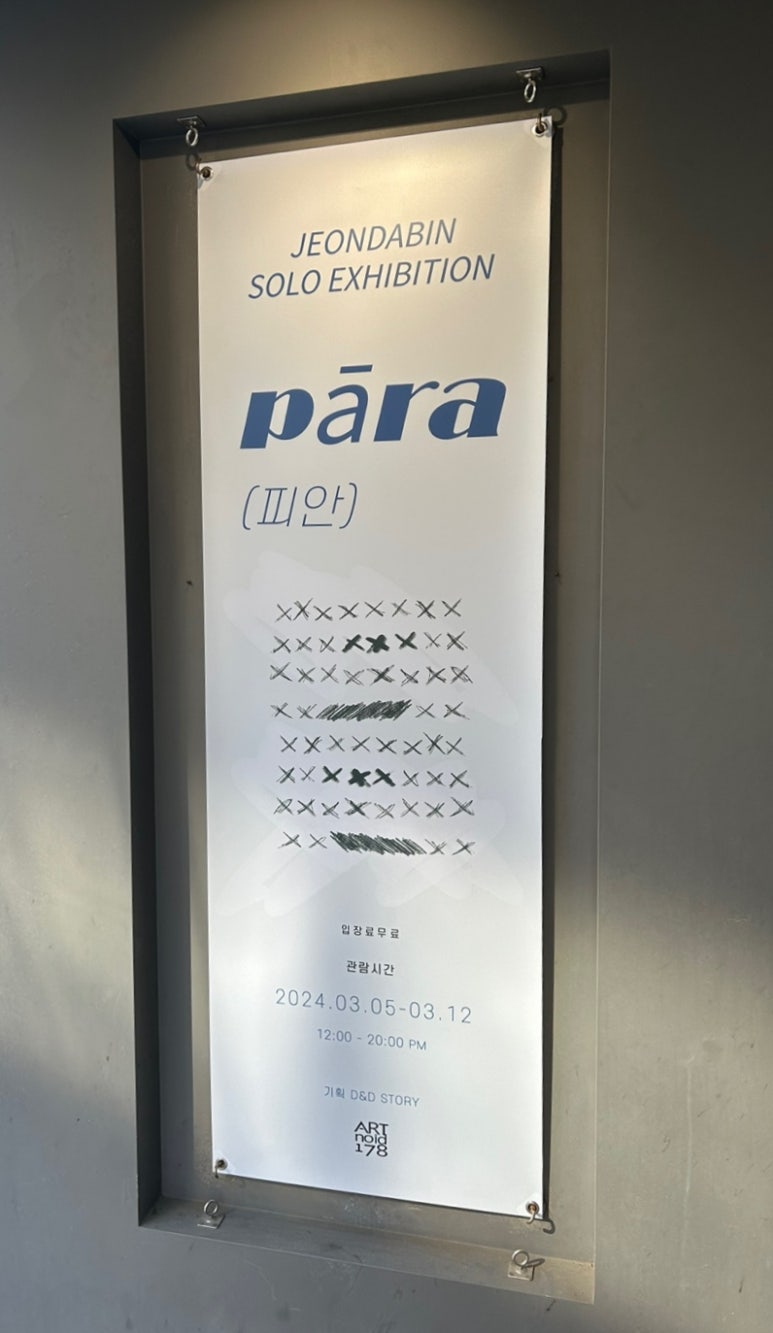 JEONDABIN
SOLO EXHIBITION
pāra
(피안)
입장료무료
관람시간
2024.03.05-03.12
12:00 - 20:00 PM
기획 D&D STORY
ART
noid
178